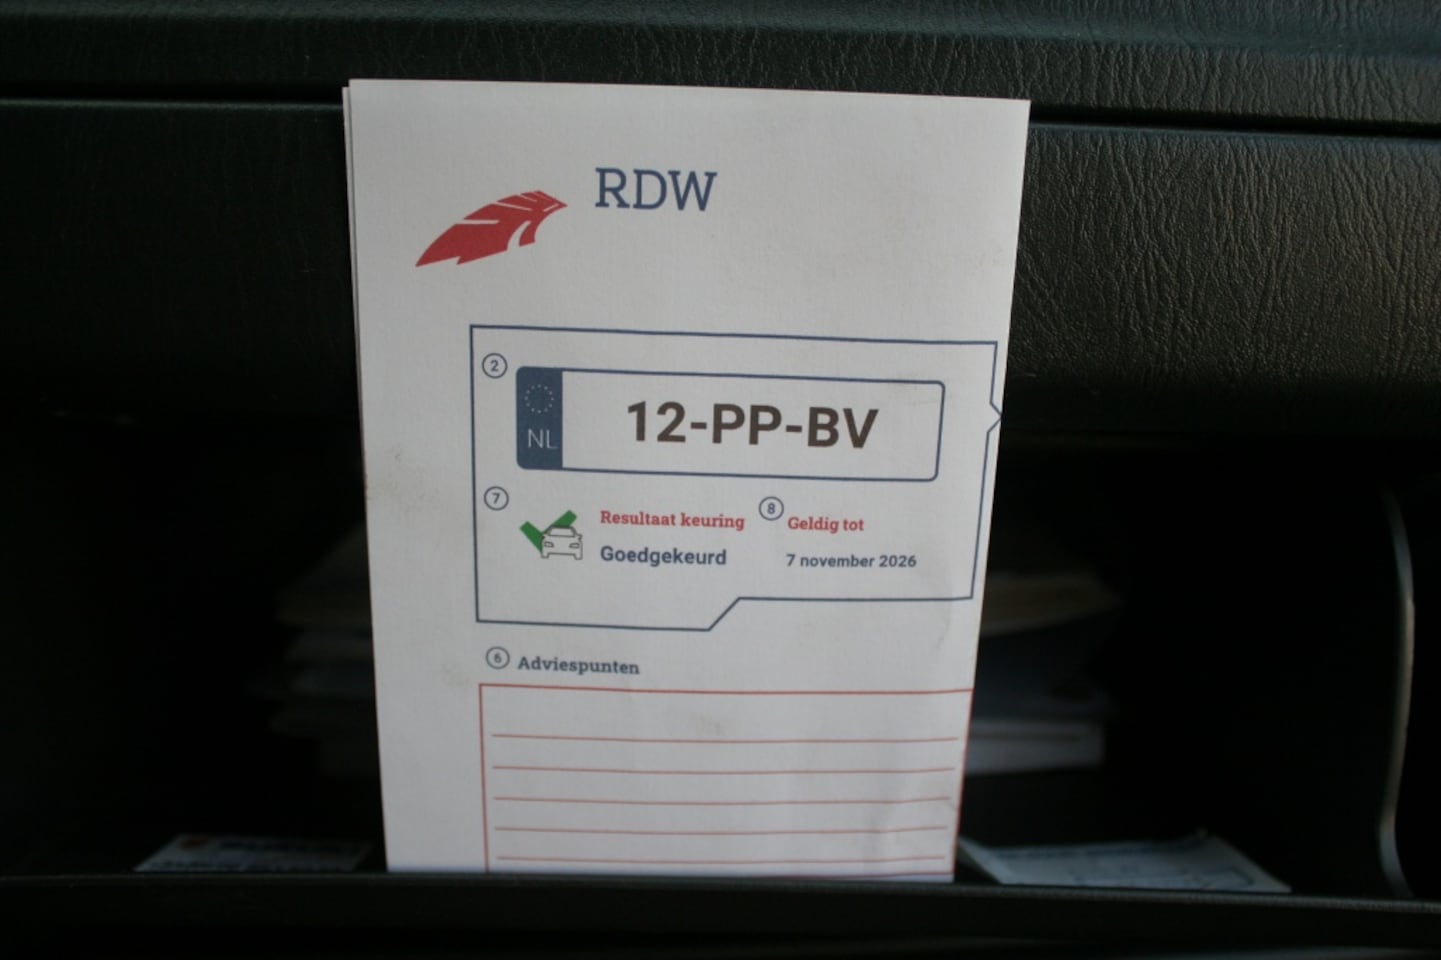 RDW
2
NL
12-PP-BV
7
Resultaat keuring
8
Geldig tot
Goedgekeurd
7 november 2026
6 Adviespunten